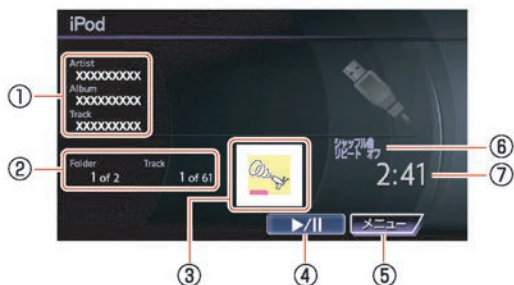 iPod
Artist
XXXXXXXXX
Album
XXXXXXXXX
Track
XXXXXXXXX
①
Folder Track
1 of 2 1 of 61
②
シャッフル曲
リピート オフ
⑥
2:41
⑦
▶/II メニュー
③ ④ ⑤